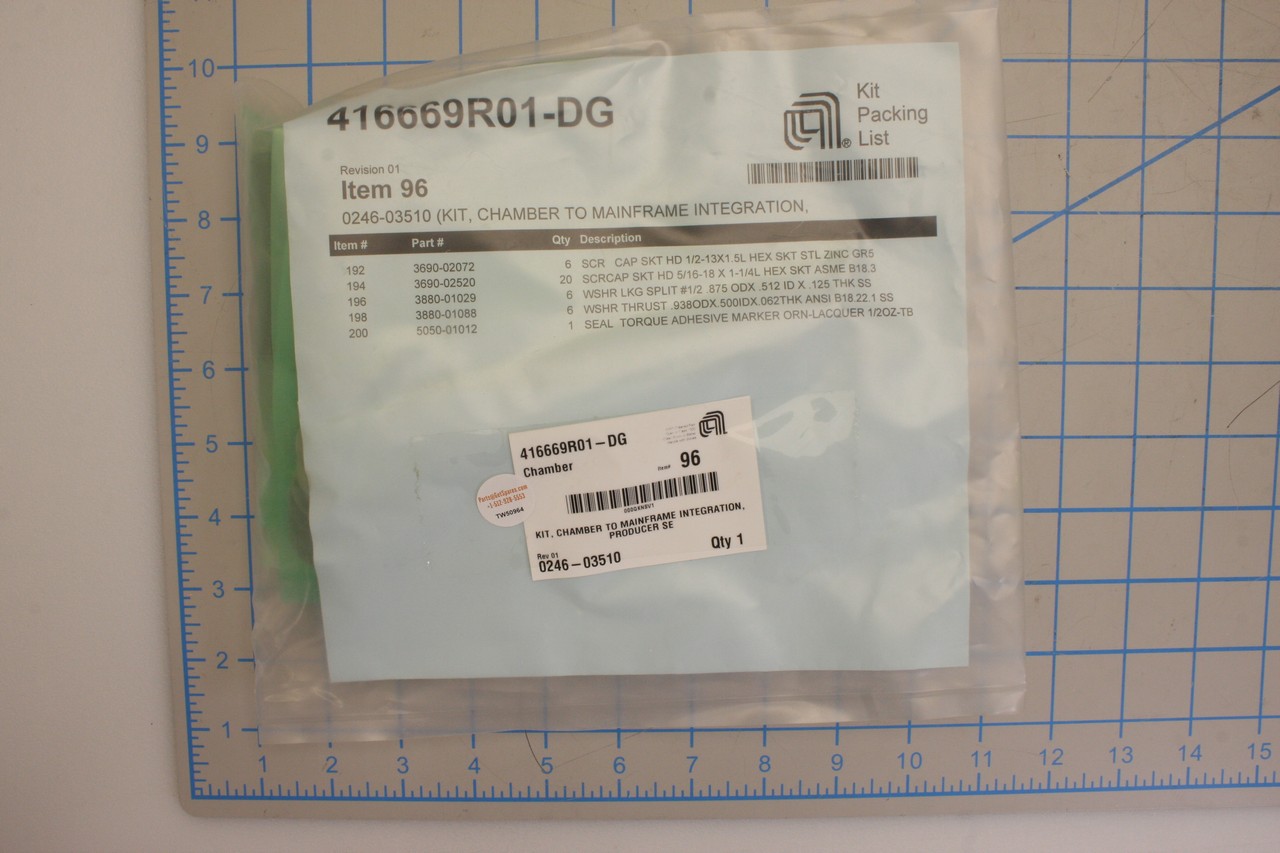 416669R01-DG
Kit
Packing
List
Revision 01
Item 96
0246-03510 (KIT, CHAMBER TO MAINFRAME INTEGRATION,
Item # Part # Qty Description
192 3690-02072 6 SCR CAP SKT HD 1/2-13X1.5L HEX SKT STL ZINC GR5
194 3690-02520 20 SCRCAP SKT HD 5/16-18 X 1-1/4L HEX SKT ASME B18.3
196 3880-01029 6 WSHR LKG SPLIT #1/2 .875 ODX .512 ID X .125 THK SS
198 3880-01088 6 WSHR THRUST .938ODX.500IDX.062THK ANSI B18.22.1 SS
200 5050-01012 1 SEAL TORQUE ADHESIVE MARKER ORN-LACQUER 1/2OZ-TB
416669R01-DG
Chamber
Item# 96
KIT, CHAMBER TO MAINFRAME INTEGRATION,
PRODUCER SE
Rev 01
0246-03510 Qty 1
Parts@GetSpares.com
TW50964
10
9
8
7
6
5
4
3
2
1
1 2 3 4 5 6 7 8 9 10 11 12 13 14 15